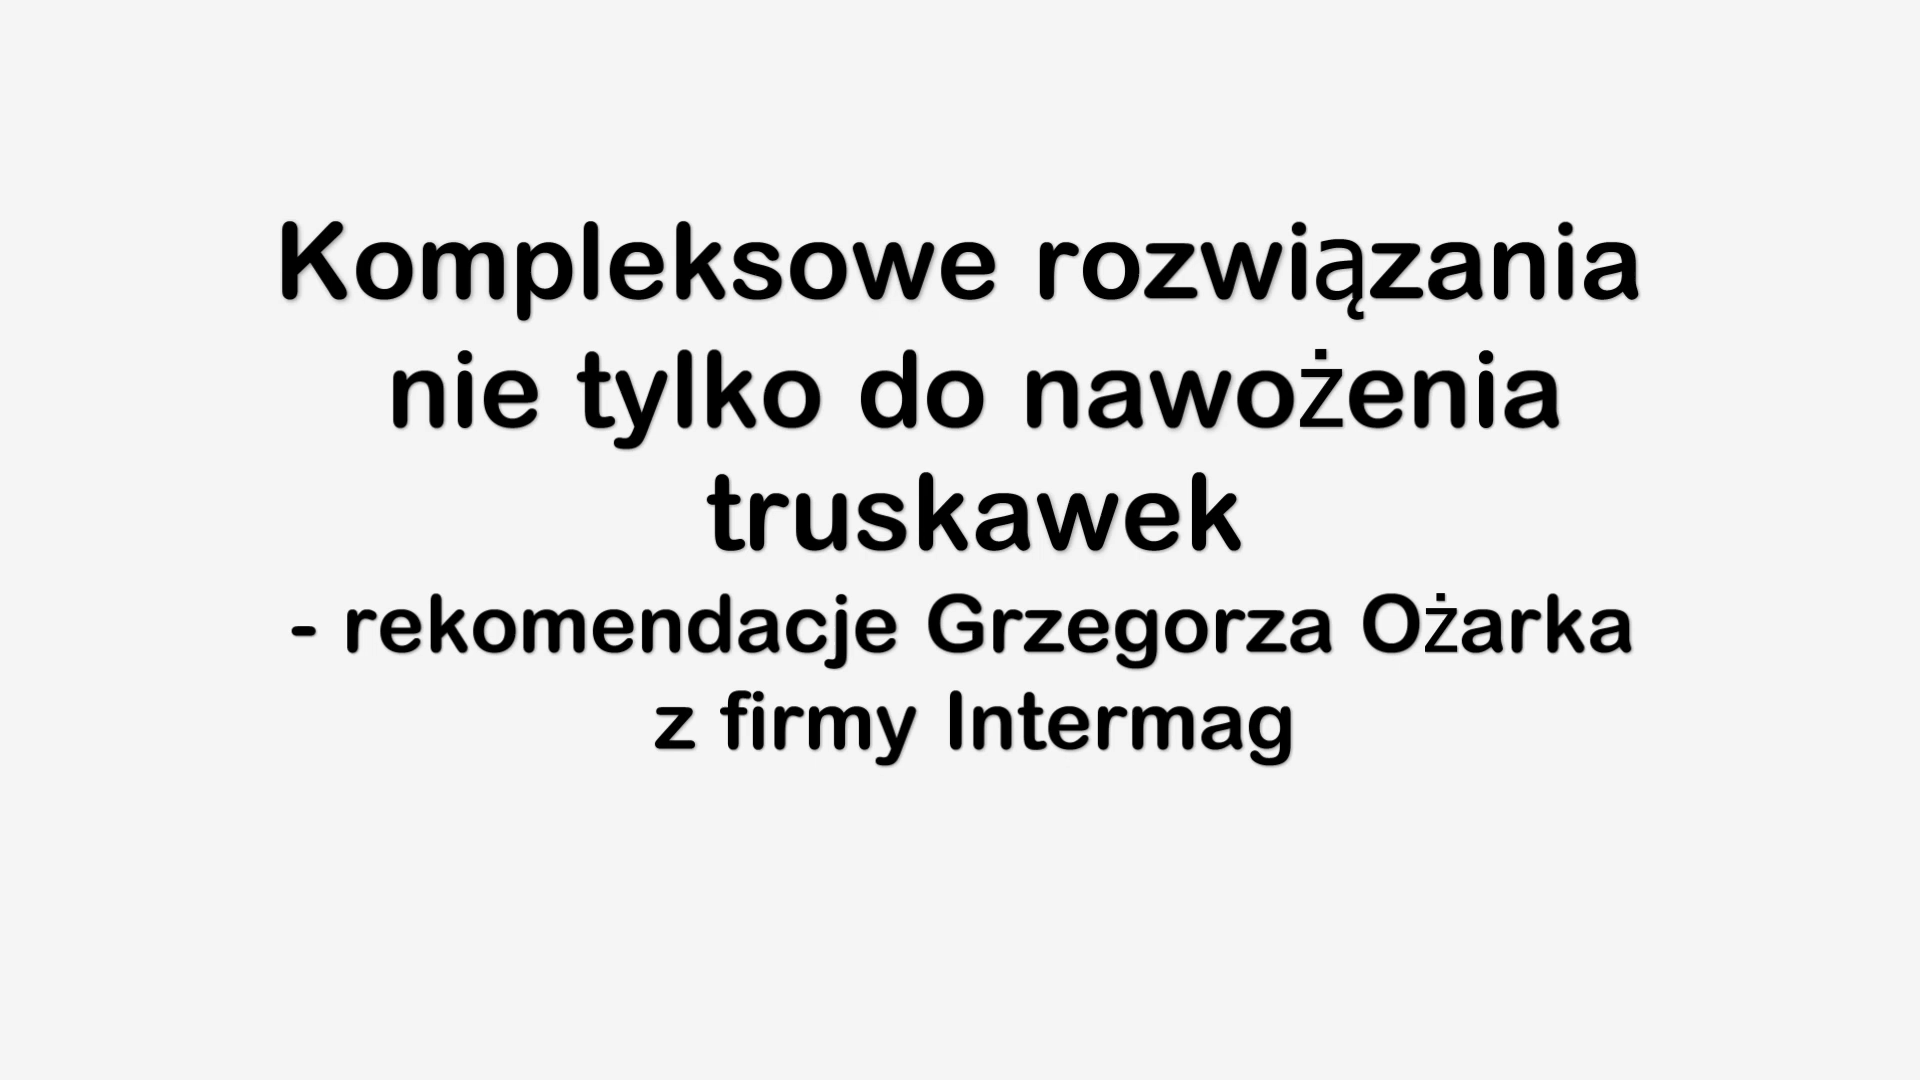 Kompleksowe rozwiązania
nie tylko do nawożenia
truskawek
- rekomendacje Grzegorza Ożarka
z firmy Intermag